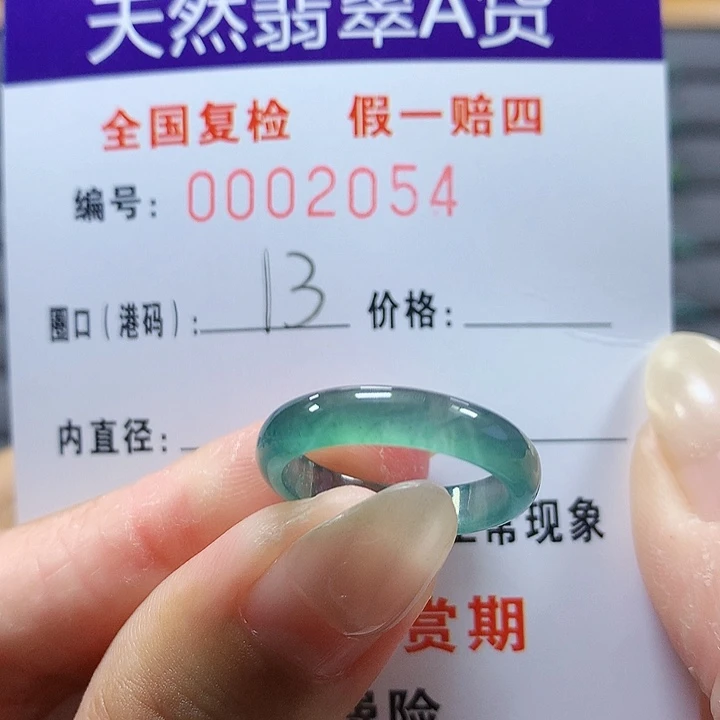 天然翡翠A货
全国复检 假一赔四
编号: 0002054
圈口(港码): 13 价格:
内直径:
常现象
赏期
险